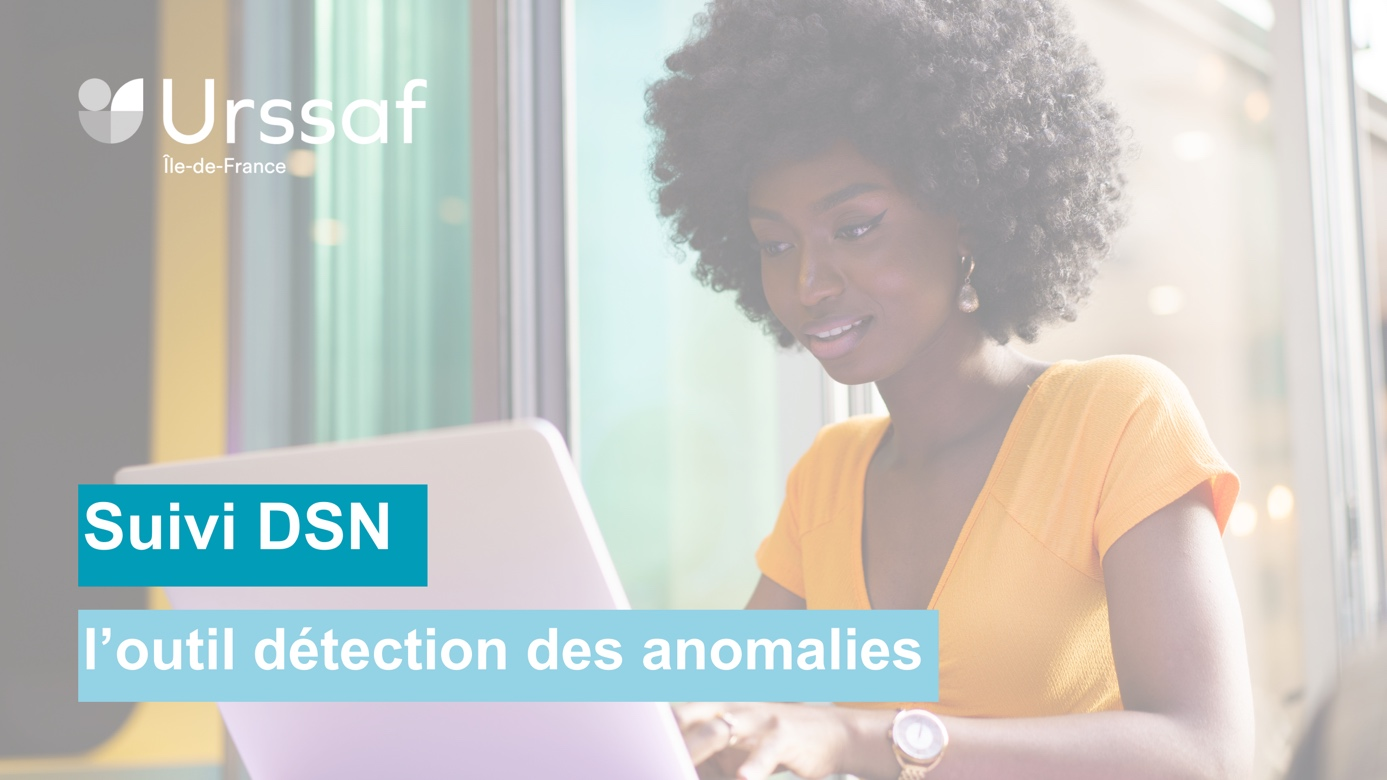 Urssaf
Île-de-France
Suivi DSN
l’outil détection des anomalies